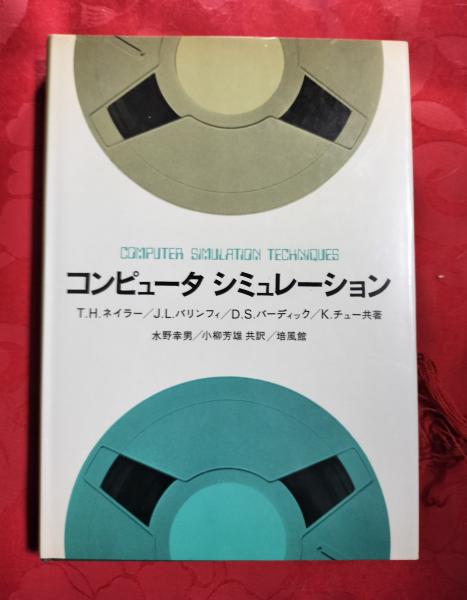 COMPUTER SIMULATION TECHNIQUES
コンピュータ シミュレーション
T.H.ネイラー/J.L.バリンフィ/D.S.バーディック/K.チュー共著
水野幸男/小柳芳雄 共訳/培風館